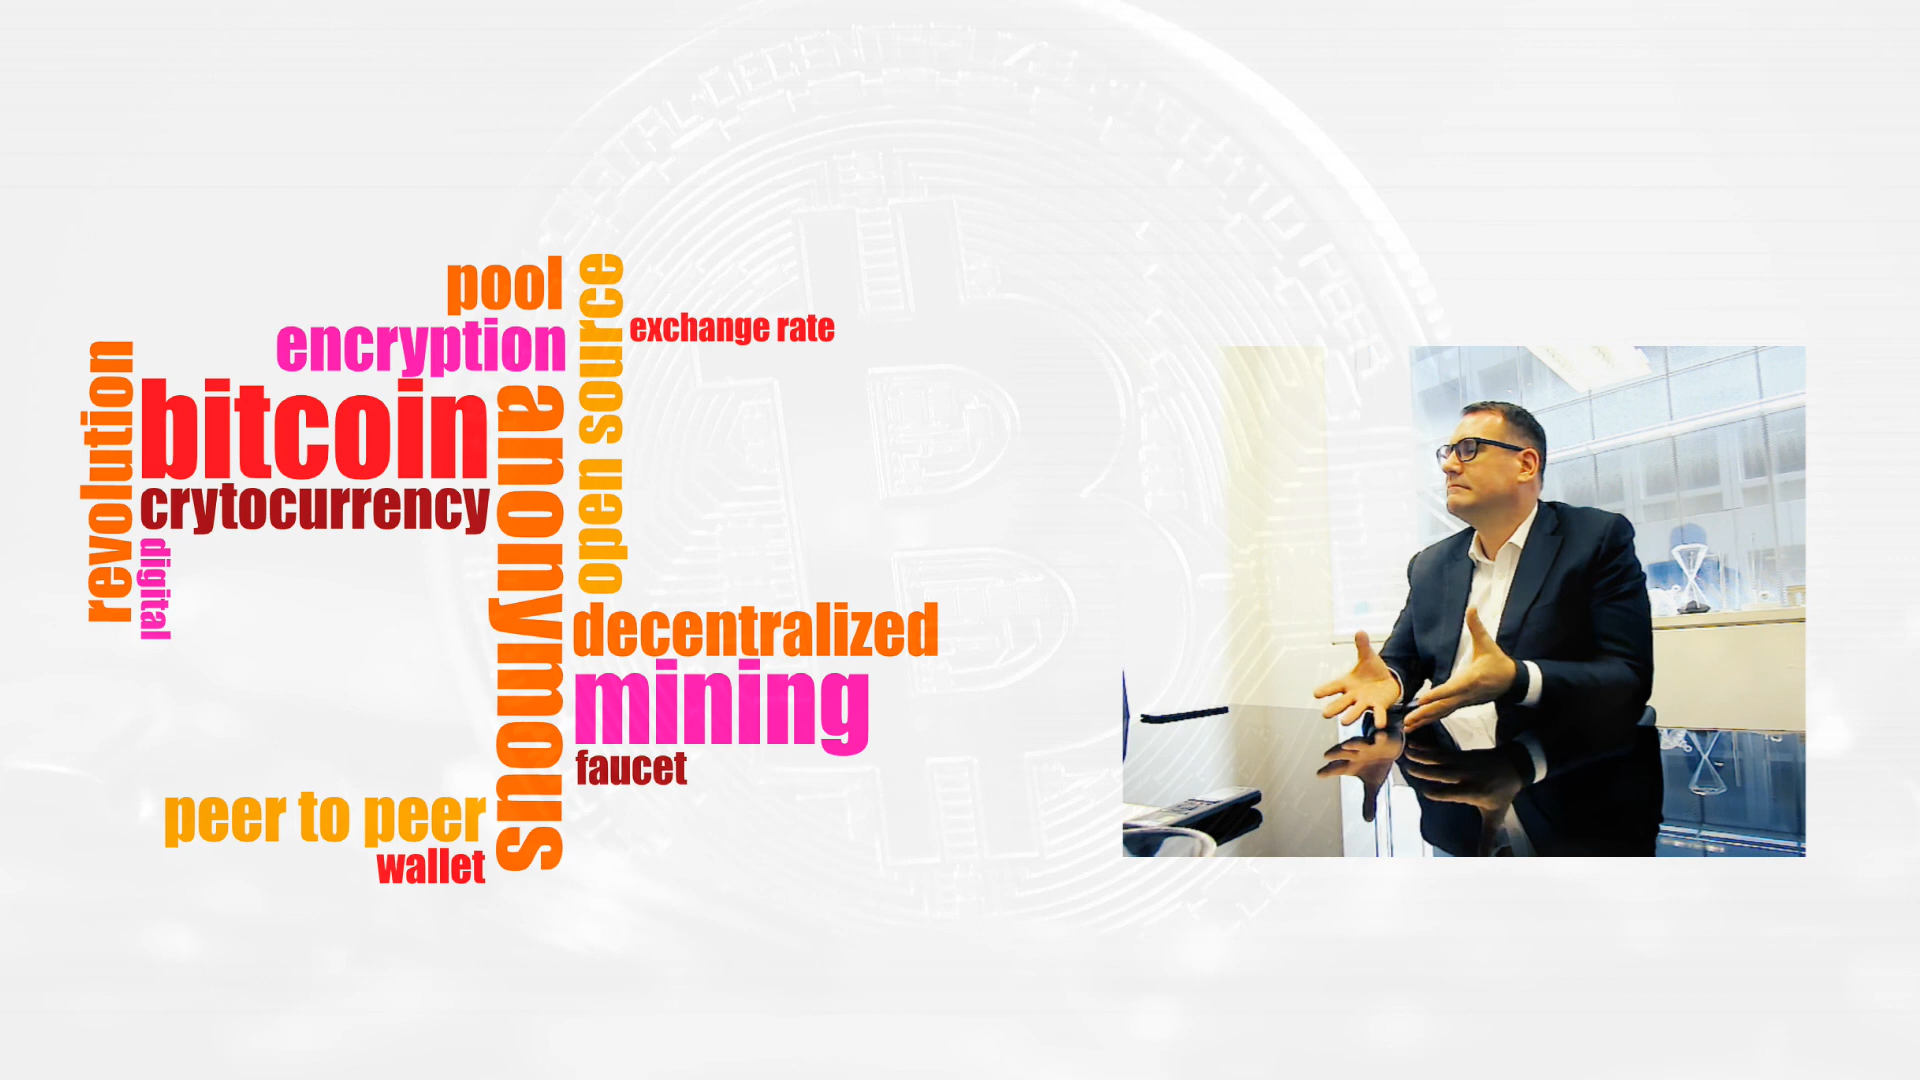 pool
encryption
open source
exchange rate
revolution
bitcoin
crytocurrency
anonymous
digital
decentralized
mining
faucet
peer to peer
wallet